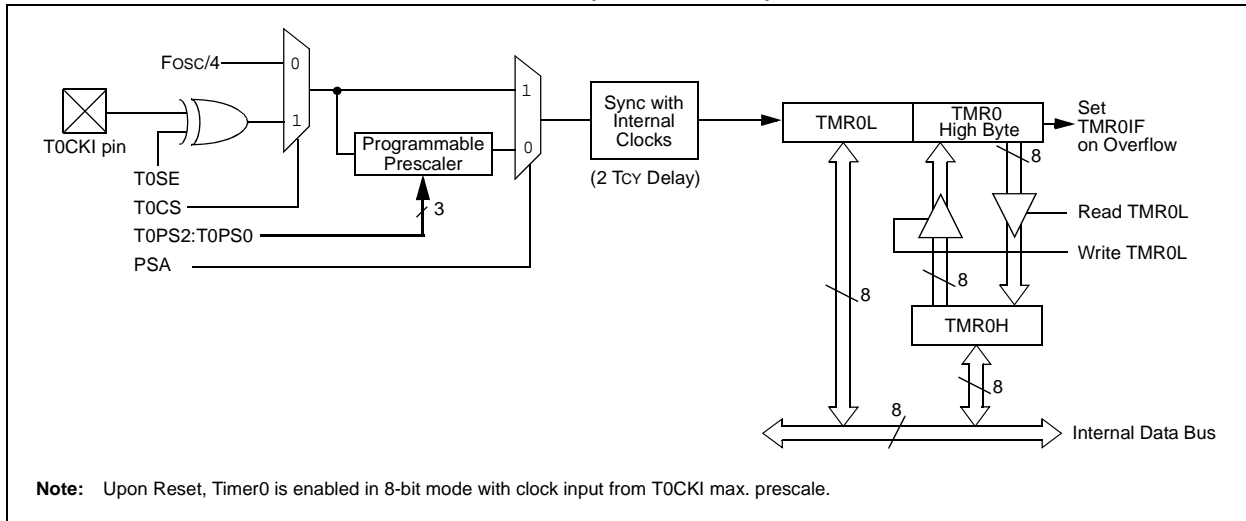 FOSC/4
0
1
T0CKI pin
T0SE
T0CS
T0PS2:T0PS0
PSA
Programmable
Prescaler
3
1
0
Sync with
Internal
Clocks
(2 TCY Delay)
TMR0L
TMR0
High Byte
Set
TMR0IF
on Overflow
8
Read TMR0L
Write TMR0L
8
8
TMR0H
8
8
Internal Data Bus
Note: Upon Reset, Timer0 is enabled in 8-bit mode with clock input from T0CKI max. prescale.